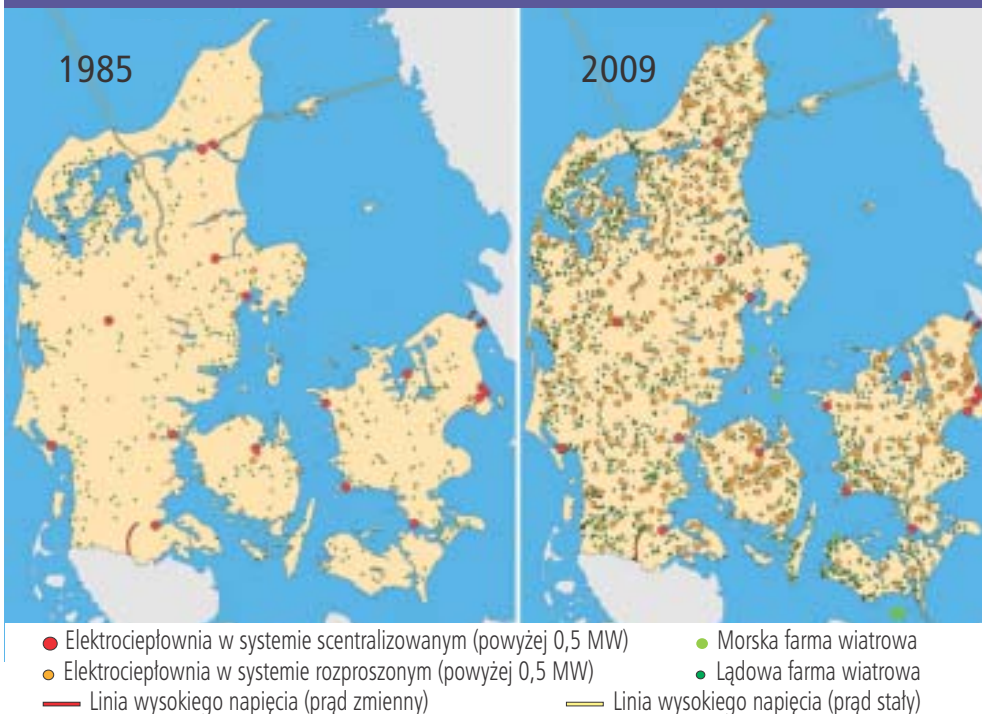 1985
2009
Elektrociepłownia w systemie scentralizowanym (powyżej 0,5 MW)
Morska farma wiatrowa
Elektrociepłownia w systemie rozproszonym (powyżej 0,5 MW)
Lądowa farma wiatrowa
Linia wysokiego napięcia (prąd zmienny)
Linia wysokiego napięcia (prąd stały)